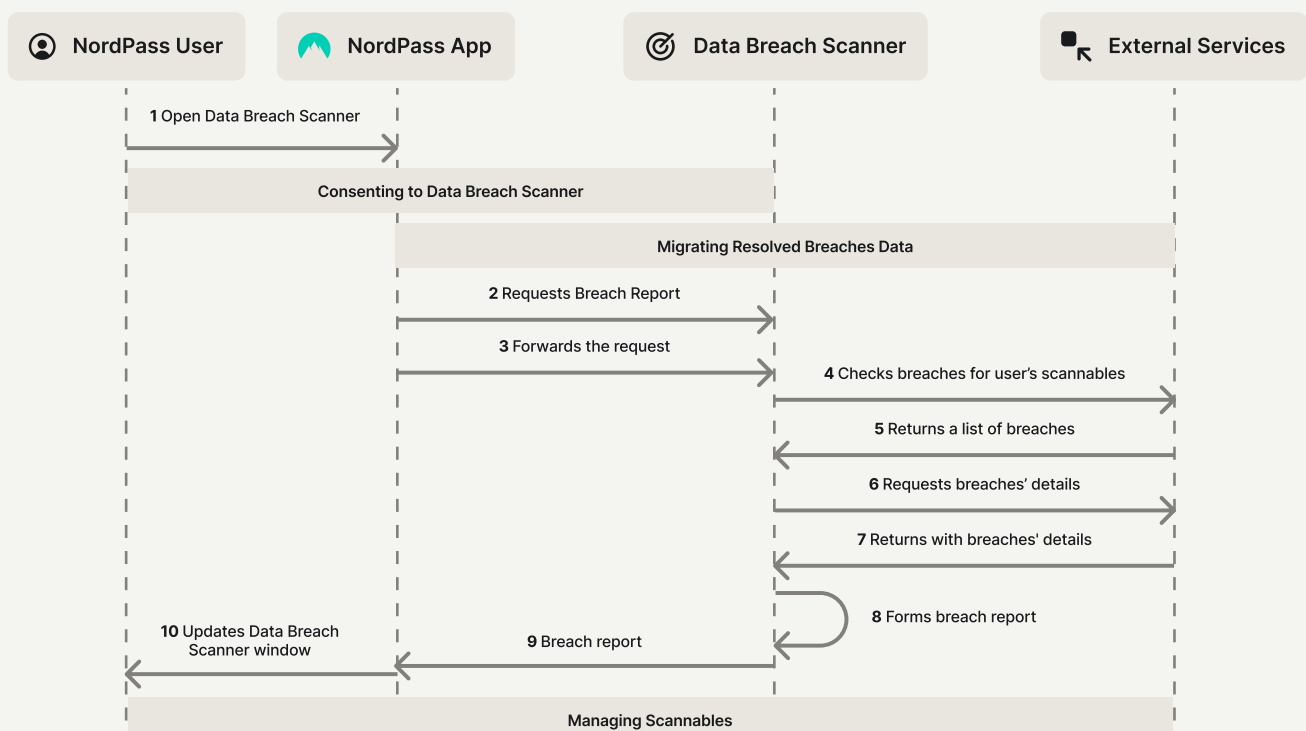 NordPass User
NordPass App
Data Breach Scanner
External Services
1 Open Data Breach Scanner
Consenting to Data Breach Scanner
Migrating Resolved Breaches Data
2 Requests Breach Report
3 Forwards the request
4 Checks breaches for user’s scannables
5 Returns a list of breaches
6 Requests breaches’ details
7 Returns with breaches' details
8 Forms breach report
9 Breach report
10 Updates Data Breach
Scanner window
Managing Scannables